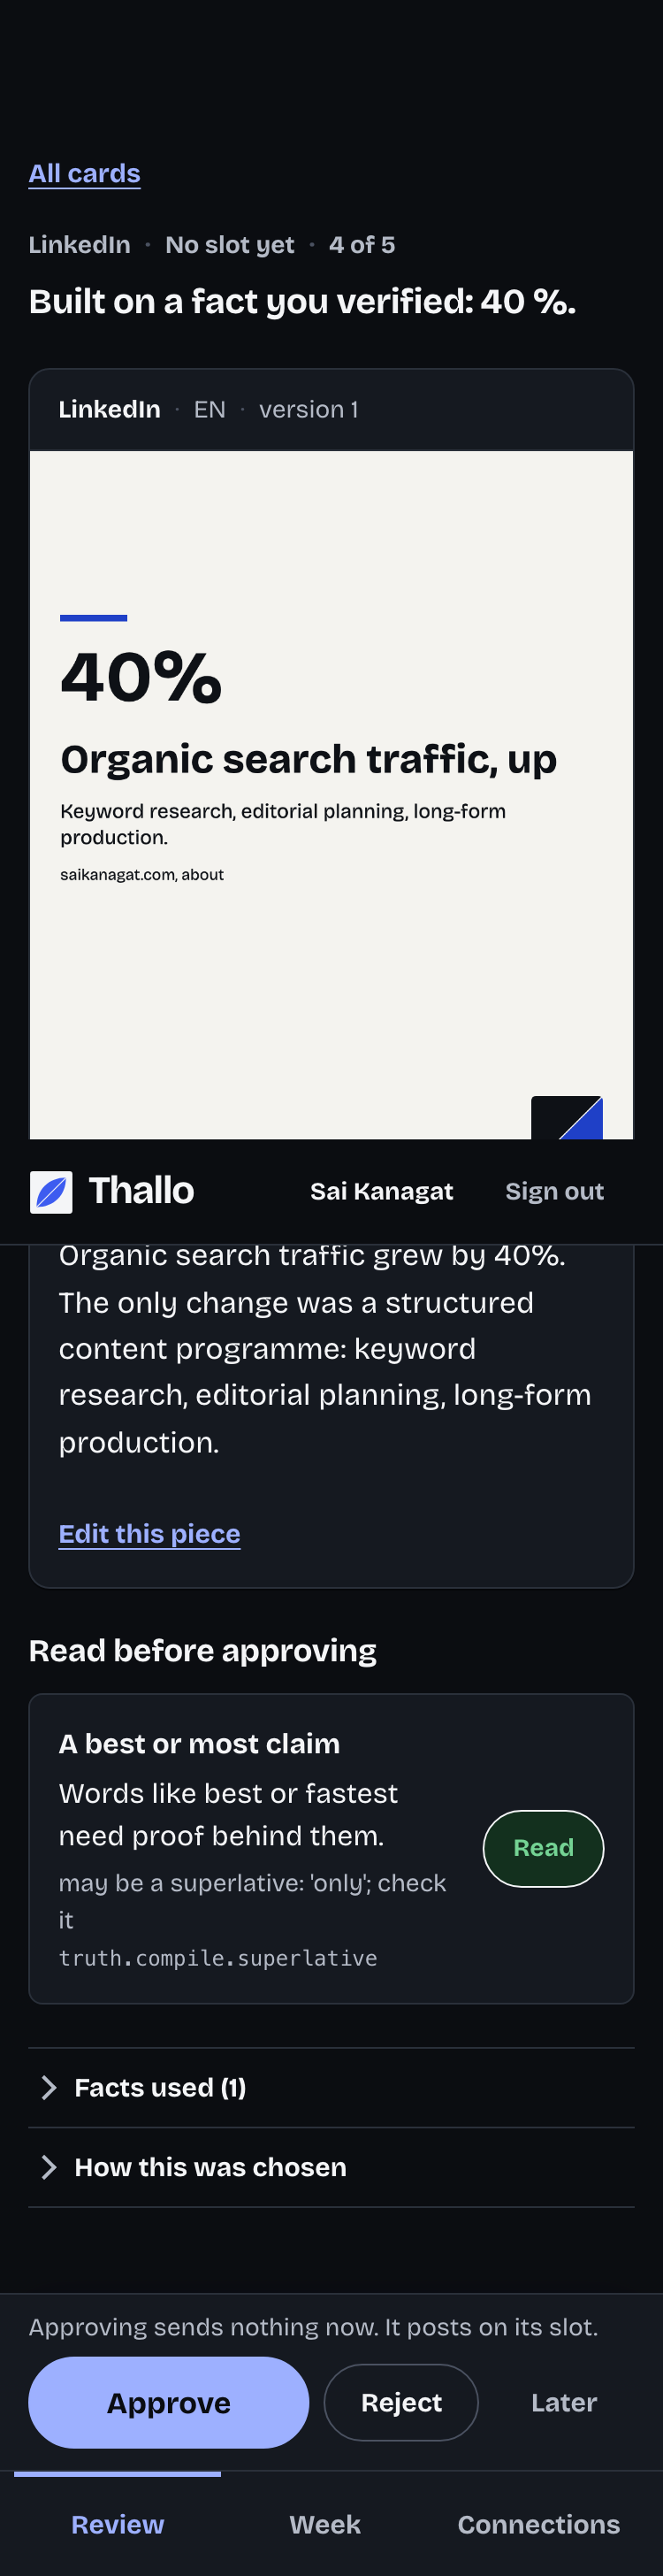 All cards
LinkedIn · No slot yet · 4 of 5
Built on a fact you verified: 40 %.
LinkedIn · EN · version 1
40%
Organic search traffic, up
Keyword research, editorial planning, long-form
production.
saikanagat.com, about
Thallo Sai Kanagat Sign out
Organic search traffic grew by 40%.
The only change was a structured
content programme: keyword
research, editorial planning, long-form
production.
Edit this piece
Read before approving
A best or most claim
Words like best or fastest
need proof behind them.
Read
may be a superlative: 'only'; check
it
truth.compile.superlative
Facts used (1)
How this was chosen
Approving sends nothing now. It posts on its slot.
Approve Reject Later
Review Week Connections